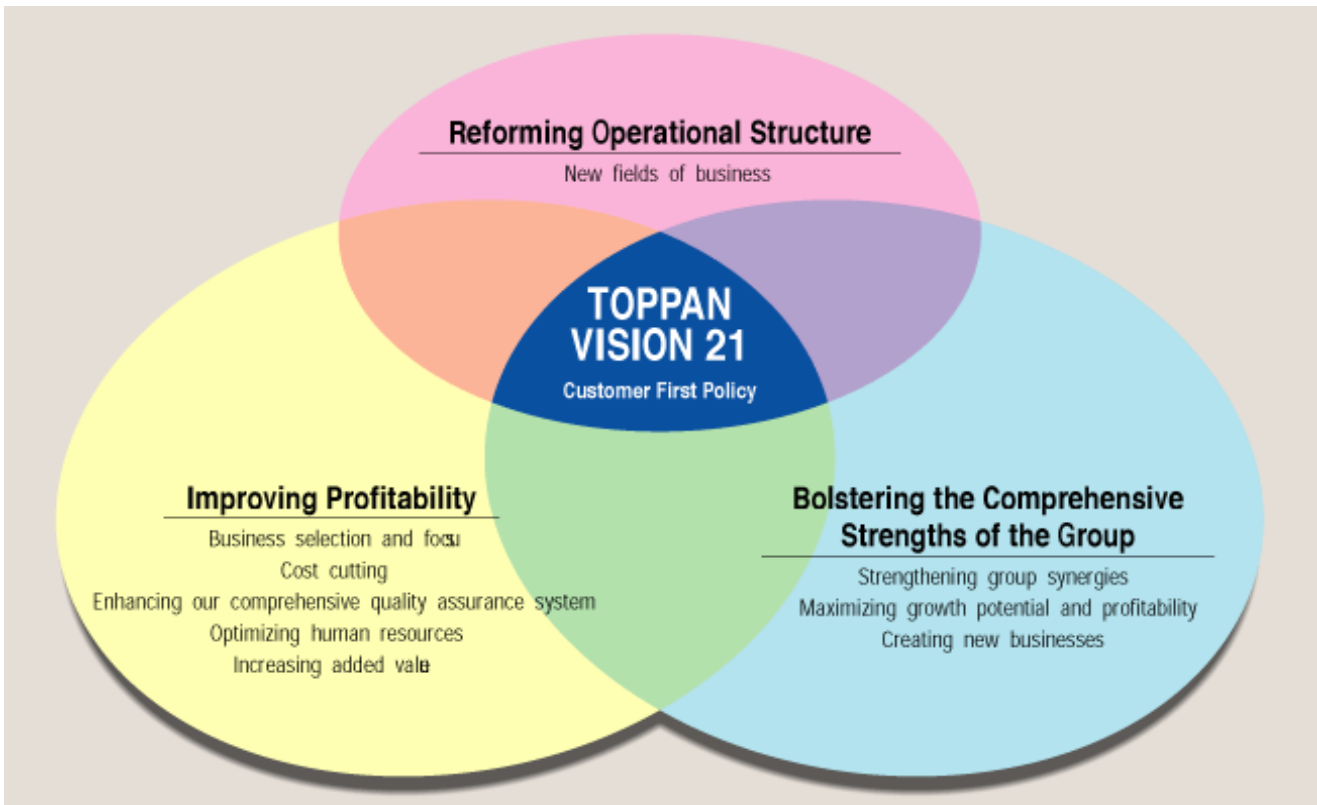 Reforming Operational Structure
New fields of business
TOPPAN
VISION 21
Customer First Policy
Improving Profitability
Business selection and focsu
Cost cutting
Enhancing our comprehensive quality assurance system
Optimizing human resources
Increasing added value
Bolstering the Comprehensive
Strengths of the Group
Strengthening group synergies
Maximizing growth potential and profitability
Creating new businesses